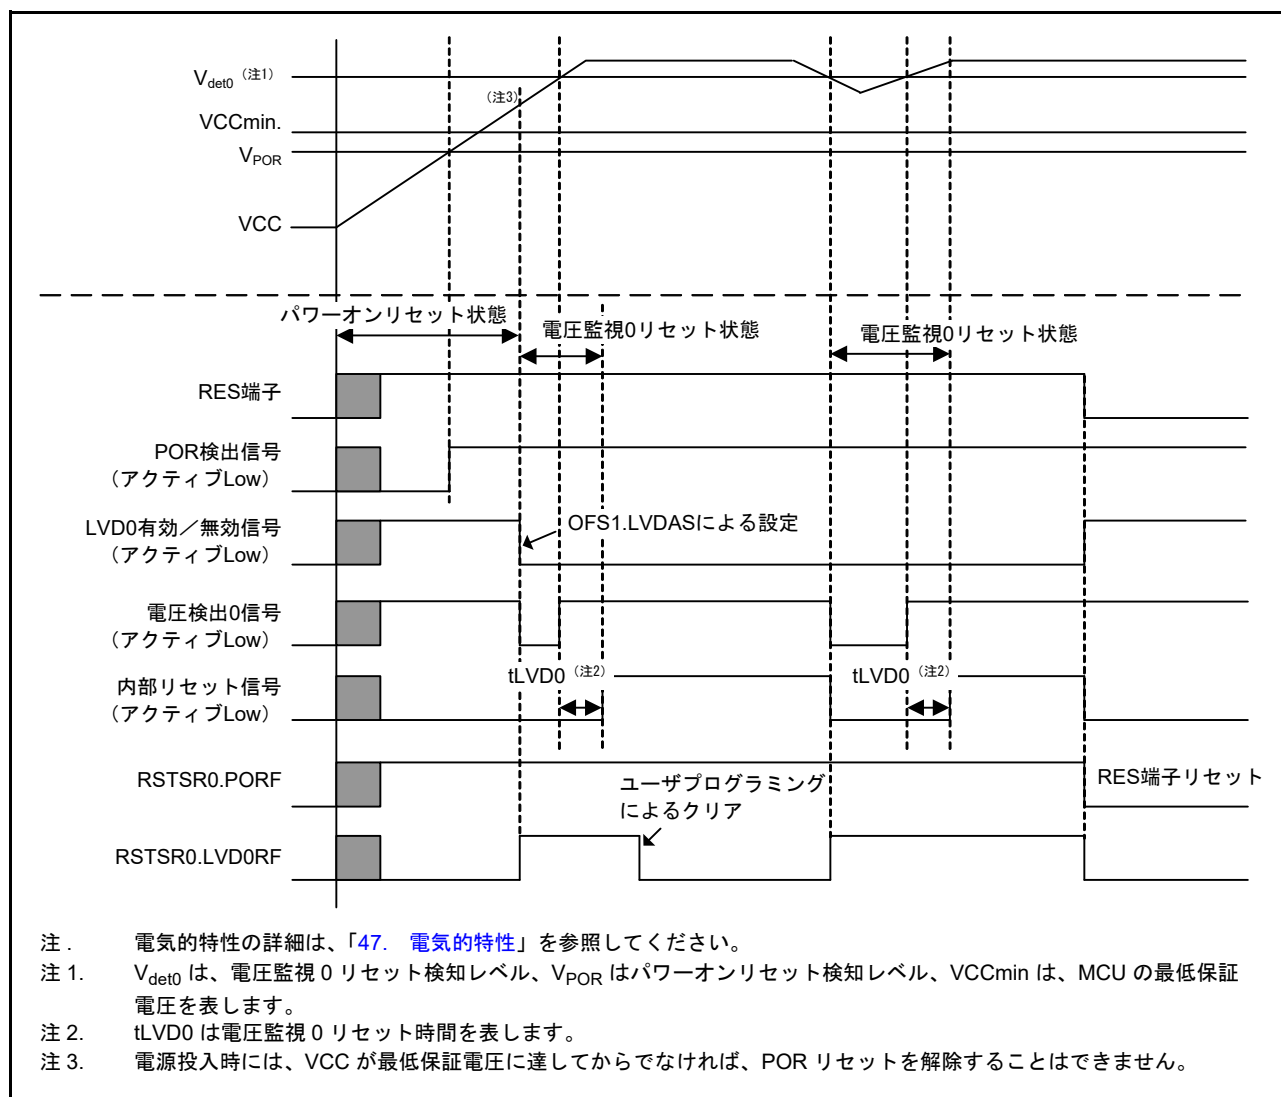 Vdet0 (注1)
(注3)
VCCmin.
VPOR
VCC
パワーオンリセット状態
電圧監視0リセット状態
電圧監視0リセット状態
RES端子
POR検出信号
(アクティブLow)
LVD0有効/無効信号
(アクティブLow)
OFS1.LVDASによる設定
電圧検出0信号
(アクティブLow)
tLVD0 (注2)
tLVD0 (注2)
内部リセット信号
(アクティブLow)
RSTSR0.PORF
ユーザプログラミング
によるクリア
RES端子リセット
RSTSR0.LVD0RF
注 . 電気的特性の詳細は、「47. 電気的特性」を参照してください。
注 1. Vdet0 は、電圧監視 0 リセット検知レベル、VPOR はパワーオンリセット検知レベル、VCCmin は、MCU の最低保証
電圧を表します。
注 2. tLVD0 は電圧監視 0 リセット時間を表します。
注 3. 電源投入時には、VCC が最低保証電圧に達してからでなければ、POR リセットを解除することはできません。